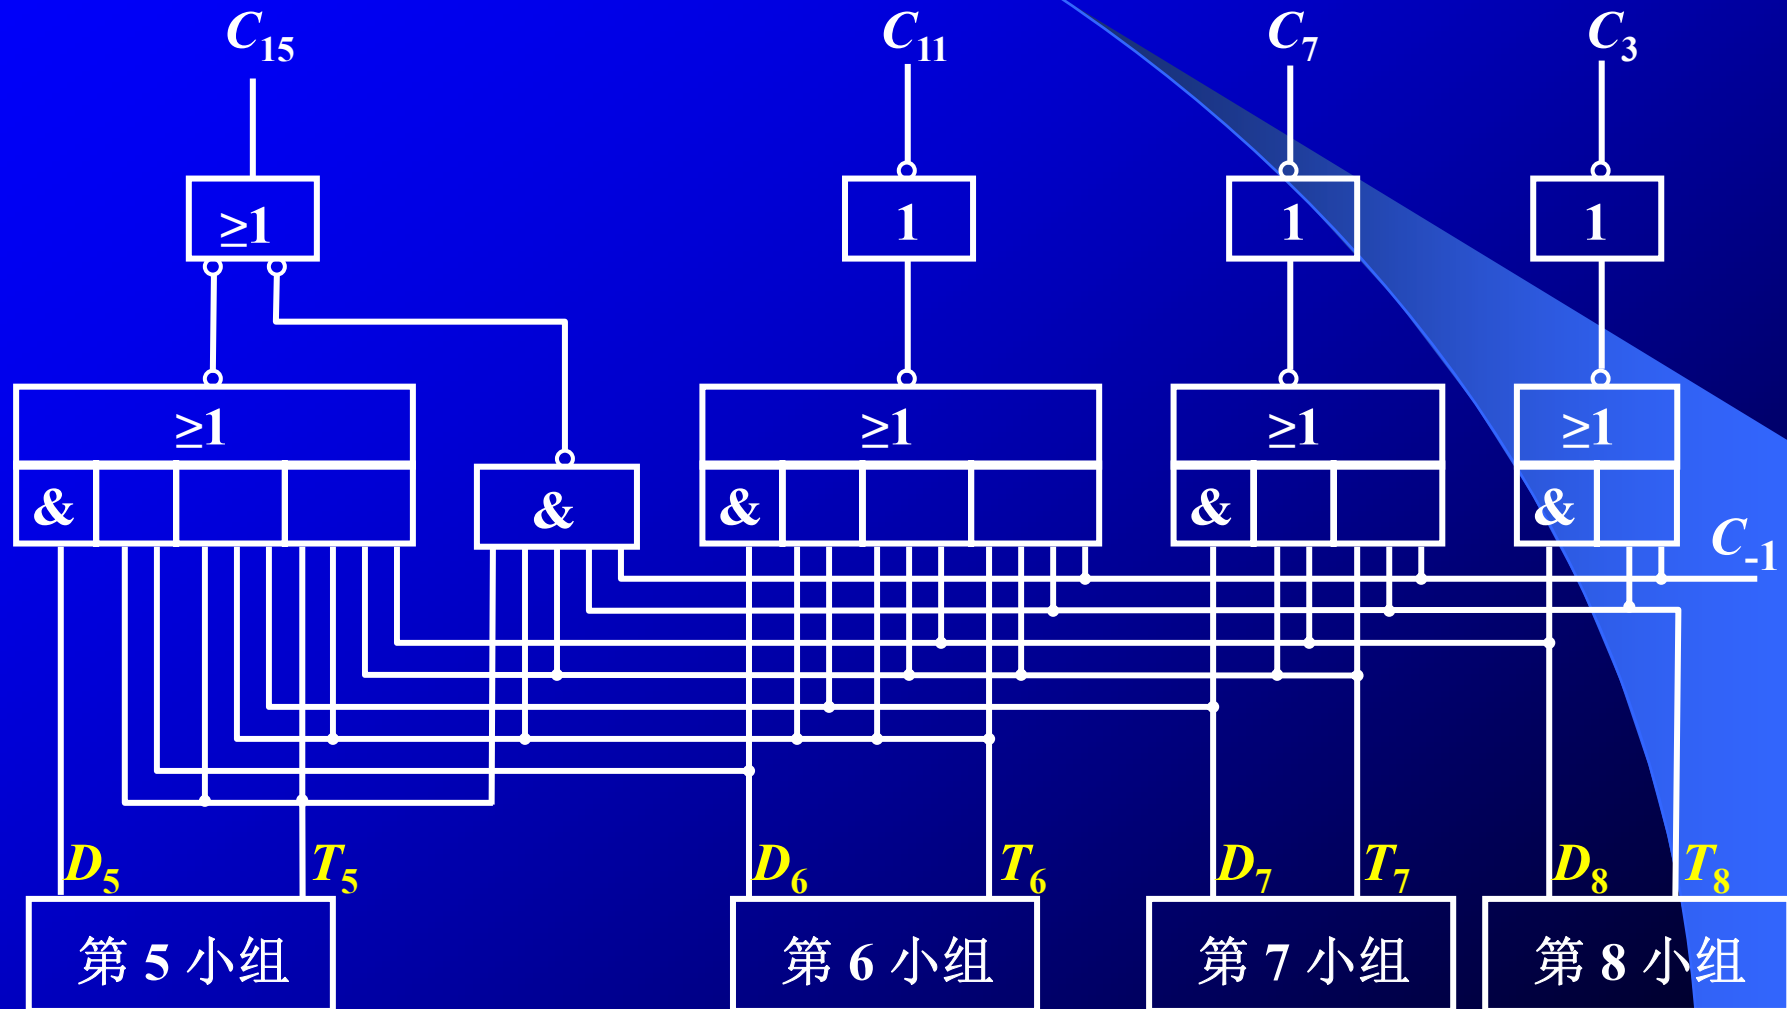 C15 C11 C7 C3
≥1 1 1 1
≥1 ≥1 ≥1 ≥1
& & & & &
C-1
D5 T5 D6 T6 D7 T7 D8 T8
第 5 小组 第 6 小组 第 7 小组 第 8 小组